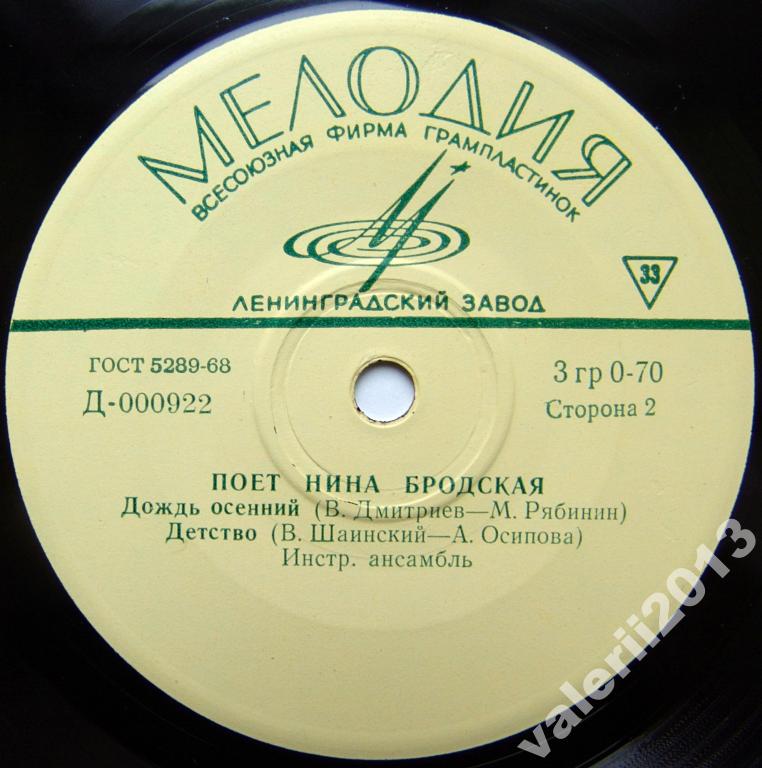 МЕЛОДИЯ
ВСЕСОЮЗНАЯ ФИРМА ГРАМПЛАСТИНОК
33
ЛЕНИНГРАДСКИЙ ЗАВОД
ГОСТ 5289-68
3 гр 0-70
Д-000922
Сторона 2
ПОЕТ НИНА БРОДСКАЯ
Дождь осенний (В. Дмитриев—М. Рябинин)
Детство (В. Шаинский—А. Осипова)
Инстр. ансамбль
valerii2013